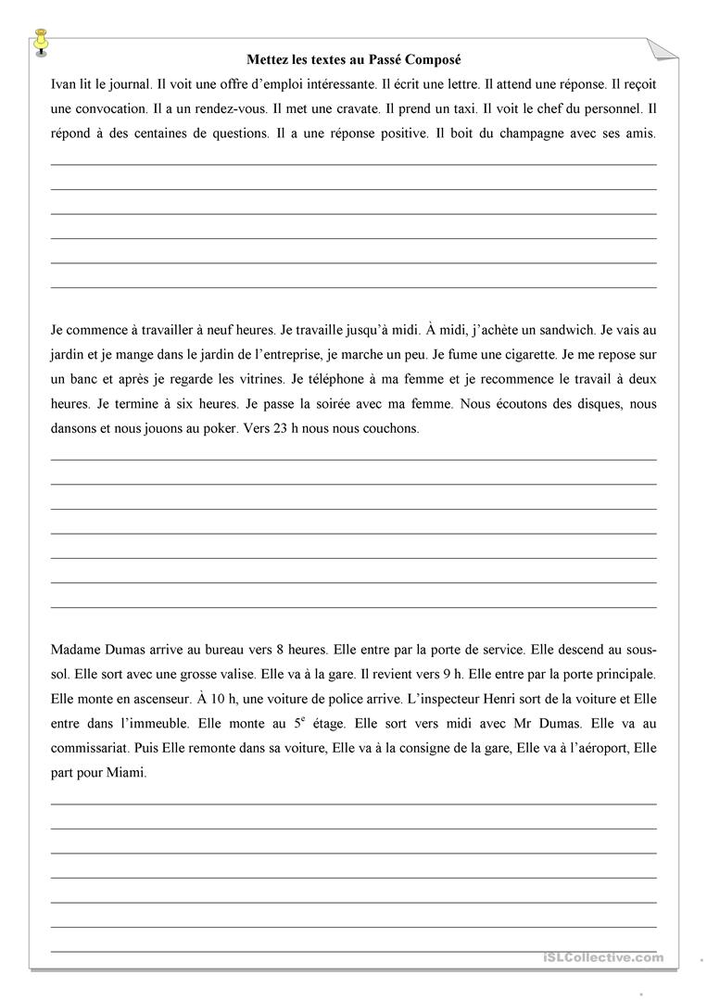 Mettez les textes au Passé Composé
Ivan lit le journal. Il voit une offre d’emploi intéressante. Il écrit une lettre. Il attend une réponse. Il reçoit
une convocation. Il a un rendez-vous. Il met une cravate. Il prend un taxi. Il voit le chef du personnel. Il
répond à des centaines de questions. Il a une réponse positive. Il boit du champagne avec ses amis.
Je commence à travailler à neuf heures. Je travaille jusqu’à midi. À midi, j’achète un sandwich. Je vais au
jardin et je mange dans le jardin de l’entreprise, je marche un peu. Je fume une cigarette. Je me repose sur
un banc et après je regarde les vitrines. Je téléphone à ma femme et je recommence le travail à deux
heures. Je termine à six heures. Je passe la soirée avec ma femme. Nous écoutons des disques, nous
dansons et nous jouons au poker. Vers 23 h nous nous couchons.
Madame Dumas arrive au bureau vers 8 heures. Elle entre par la porte de service. Elle descend au sous-
sol. Elle sort avec une grosse valise. Elle va à la gare. Il revient vers 9 h. Elle entre par la porte principale.
Elle monte en ascenseur. À 10 h, une voiture de police arrive. L’inspecteur Henri sort de la voiture et Elle
entre dans l’immeuble. Elle monte au 5e étage. Elle sort vers midi avec Mr Dumas. Elle va au
commissariat. Puis Elle remonte dans sa voiture, Elle va à la consigne de la gare, Elle va à l’aéroport, Elle
part pour Miami.
iSLCollective.com